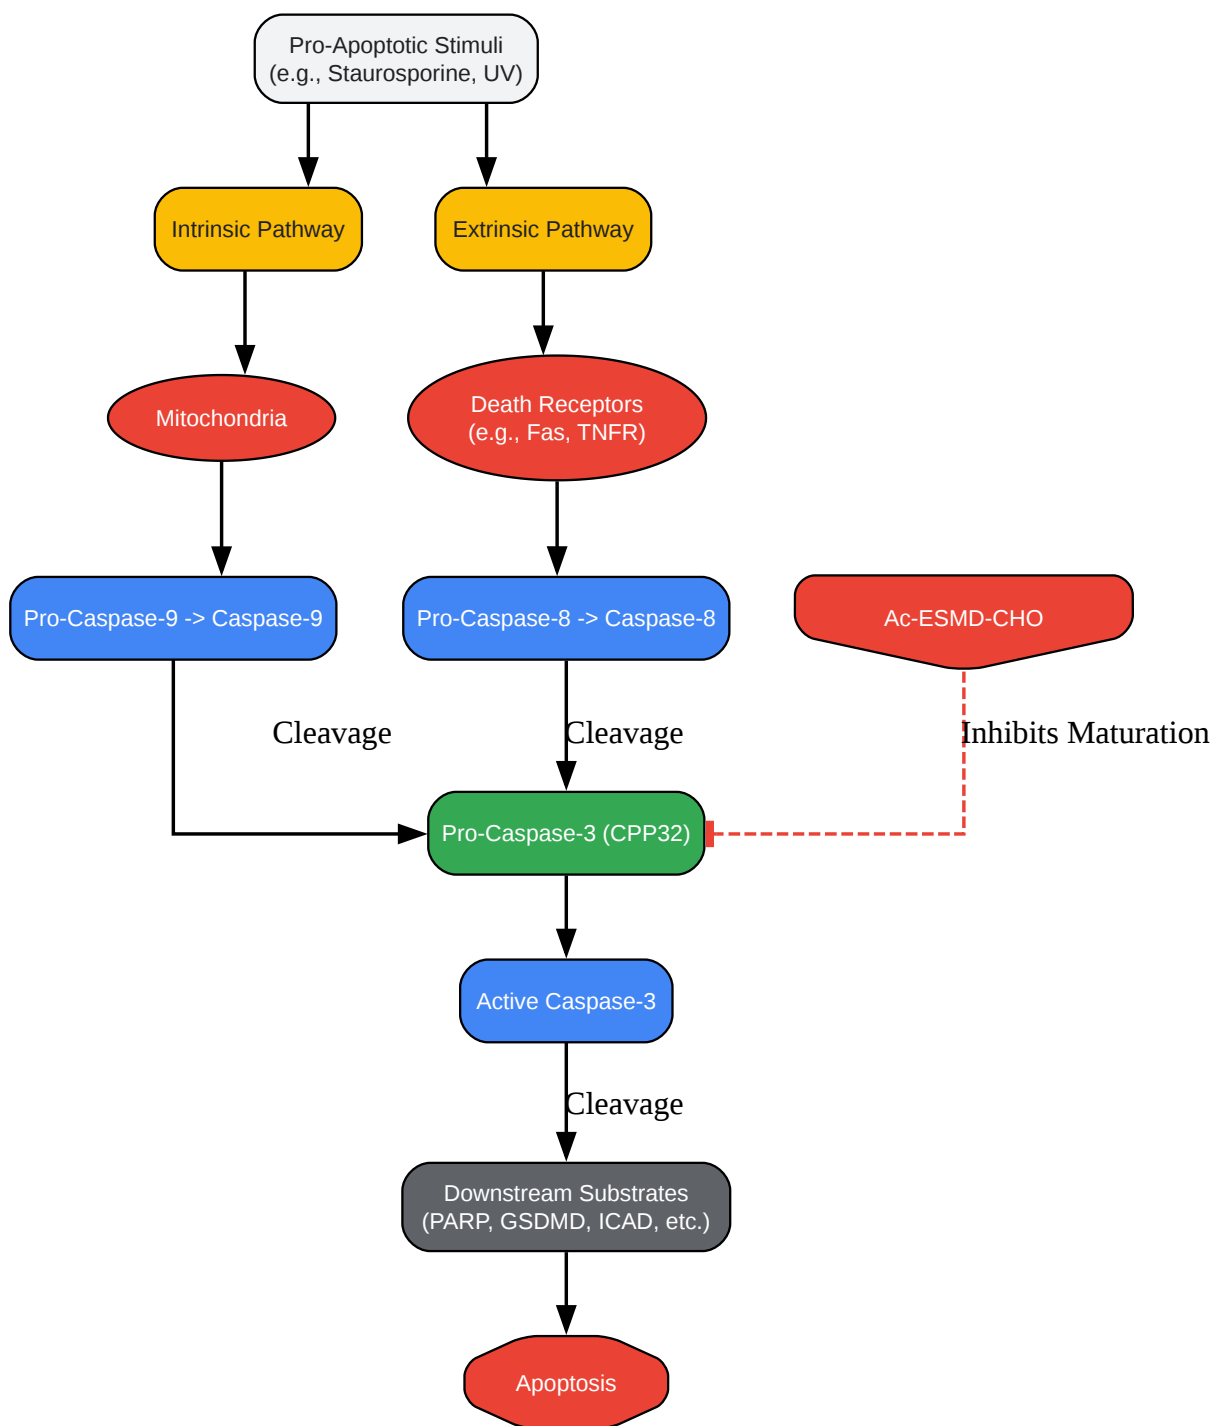 Pro-Apoptotic Stimuli
(e.g., Staurosporine, UV)
Intrinsic Pathway
Extrinsic Pathway
Mitochondria
Death Receptors
(e.g., Fas, TNFR)
Pro-Caspase-9 -> Caspase-9
Pro-Caspase-8 -> Caspase-8
Ac-ESMD-CHO
Cleavage
Cleavage
Inhibits Maturation
Pro-Caspase-3 (CPP32)
Active Caspase-3
Cleavage
Downstream Substrates
(PARP, GSDMD, ICAD, etc.)
Apoptosis